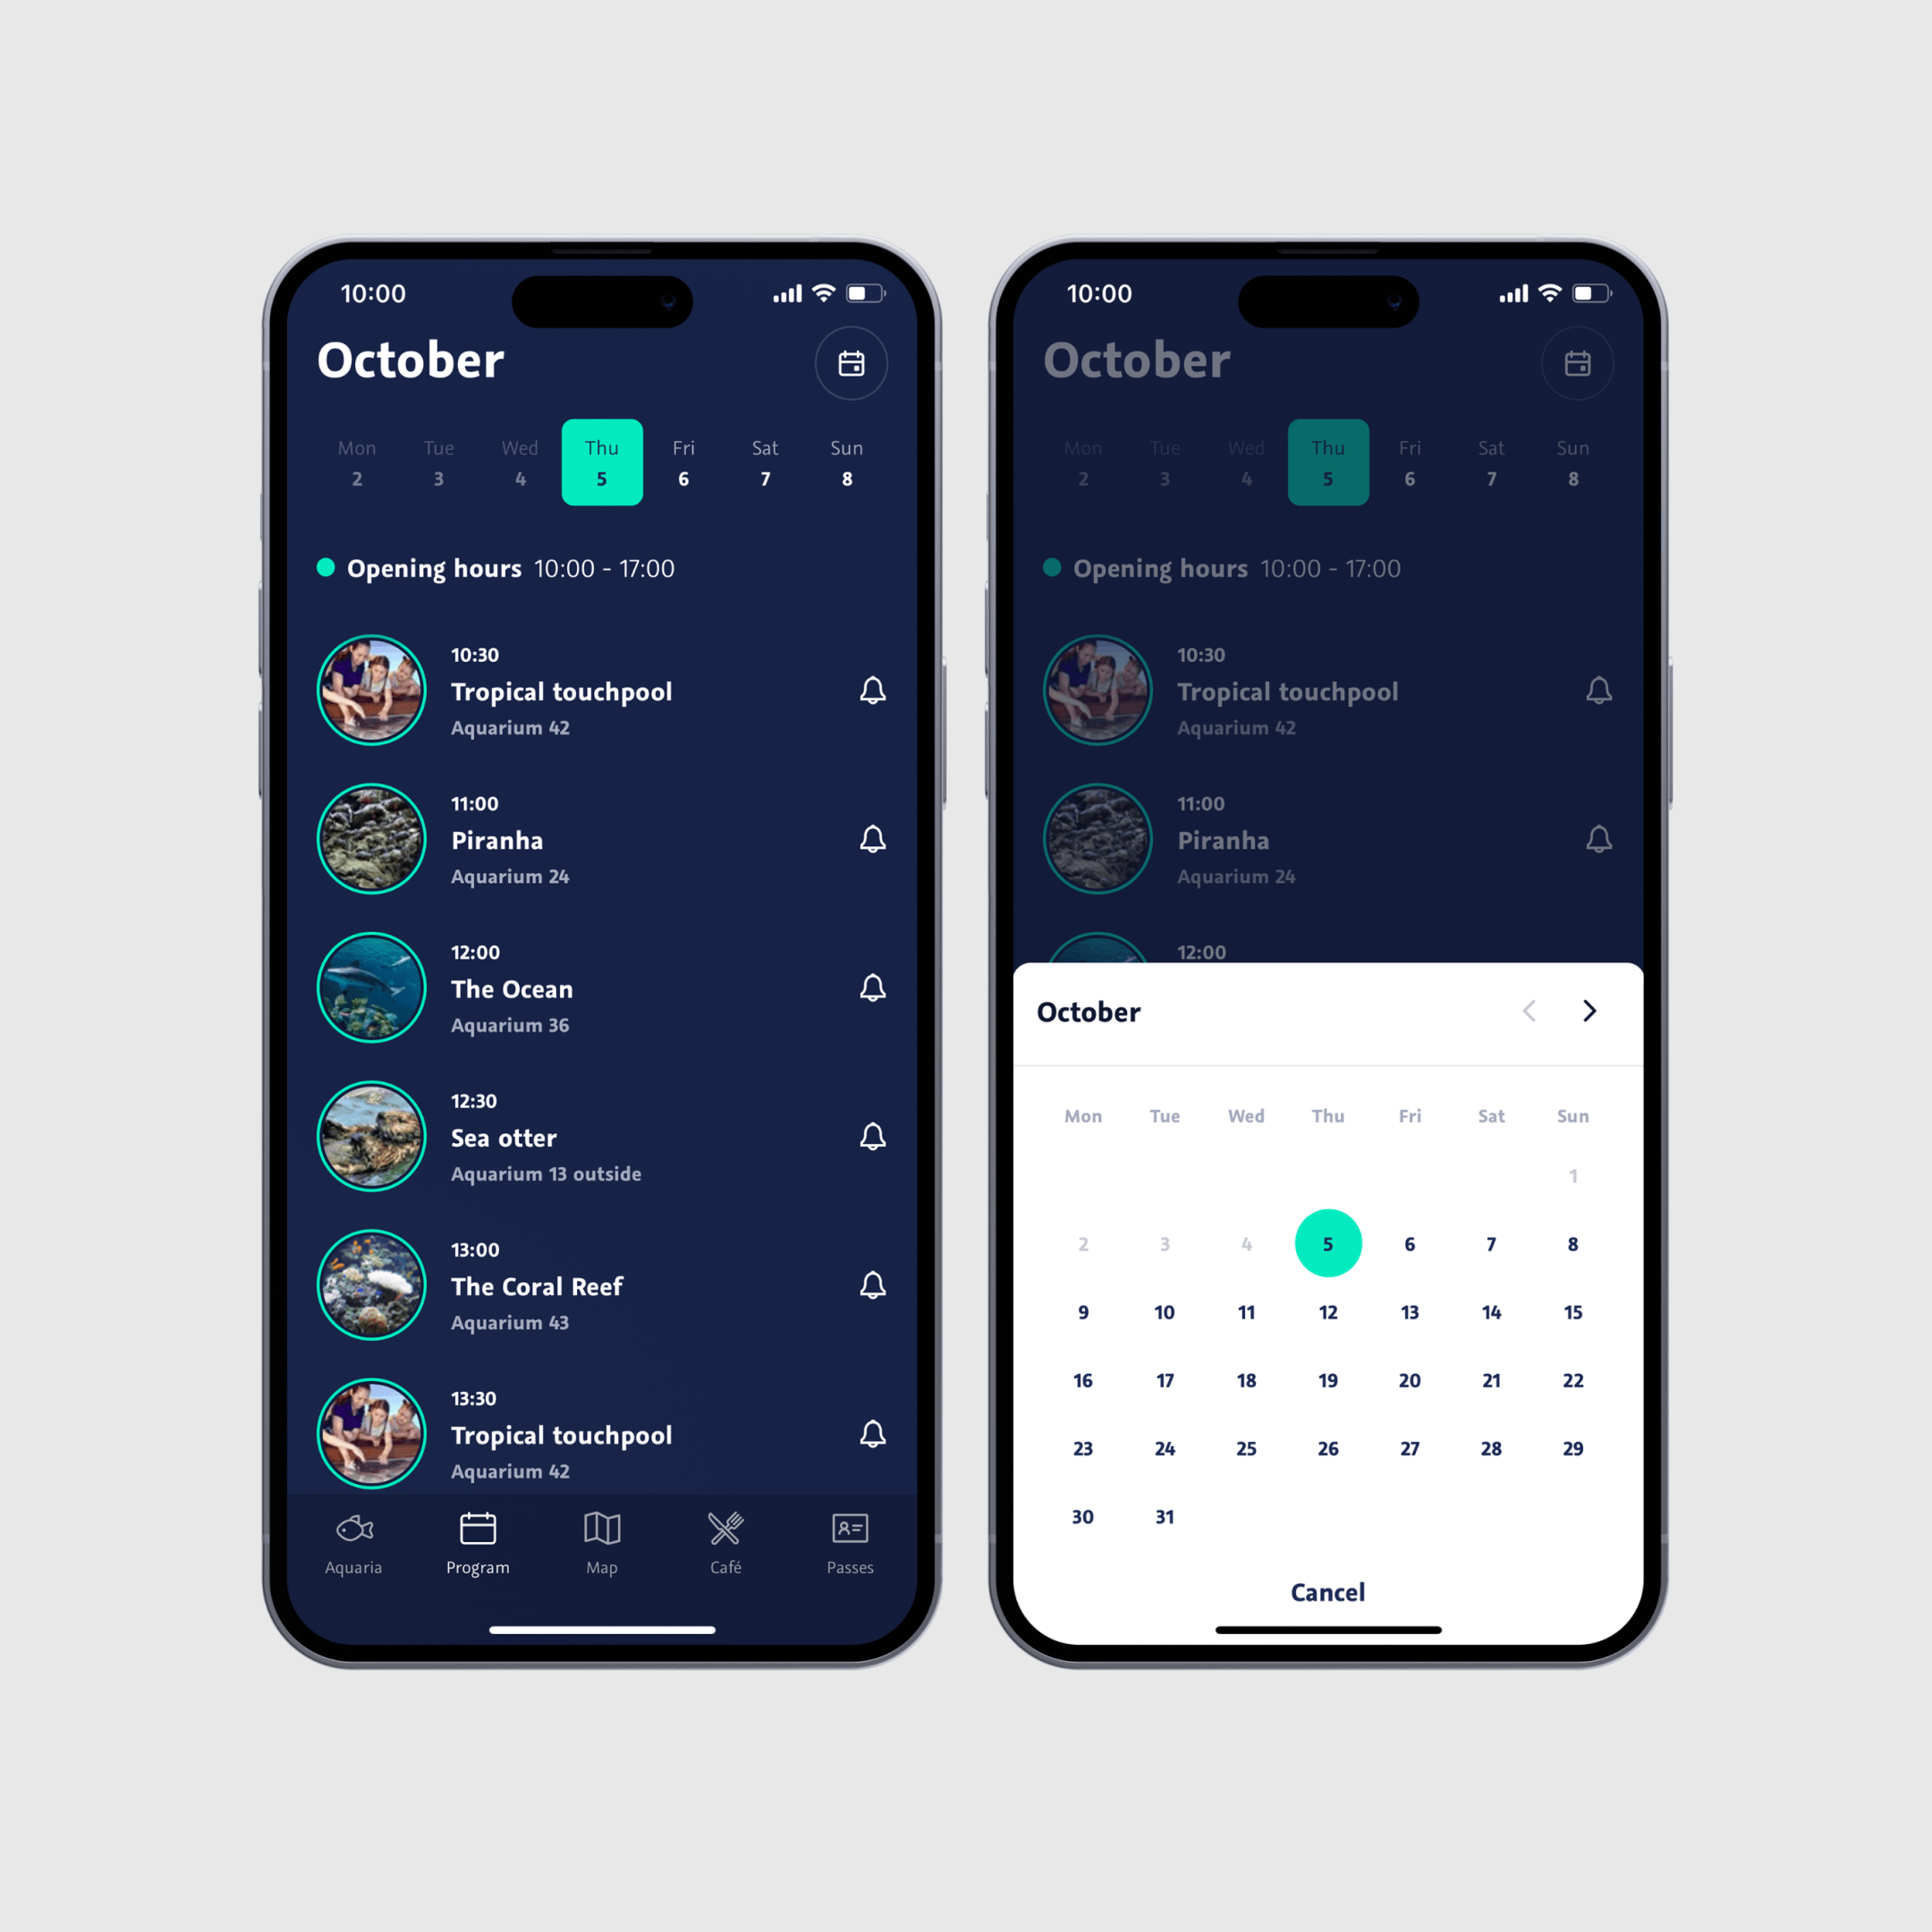 10:00
October
Mon Tue Wed Thu Fri Sat Sun
2 3 4 5 6 7 8
Opening hours 10:00 - 17:00
10:30
Tropical touchpool
Aquarium 42
11:00
Piranha
Aquarium 24
12:00
The Ocean
Aquarium 36
12:30
Sea otter
Aquarium 13 outside
13:00
The Coral Reef
Aquarium 43
13:30
Tropical touchpool
Aquarium 42
Aquaria Program Map Café Passes
10:00
October
Mon Tue Wed Thu Fri Sat Sun
2 3 4 5 6 7 8
Opening hours 10:00 - 17:00
10:30
Tropical touchpool
Aquarium 42
11:00
Piranha
Aquarium 24
12:00
October
Mon Tue Wed Thu Fri Sat Sun
1
2 3 4 5 6 7 8
9 10 11 12 13 14 15
16 17 18 19 20 21 22
23 24 25 26 27 28 29
30 31
Cancel